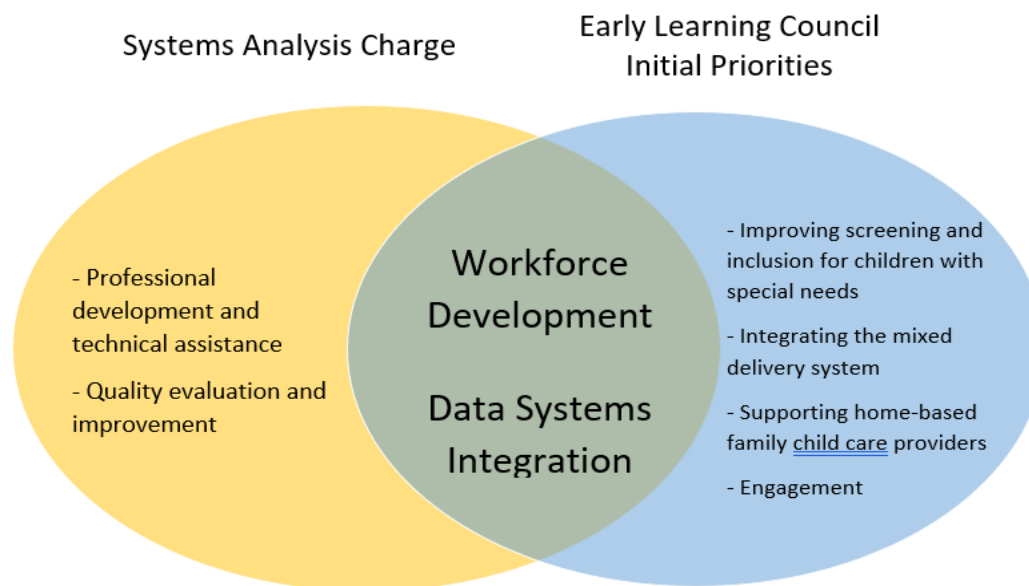 Systems Analysis Charge
Early Learning Council
Initial Priorities
- Professional
development and
technical assistance
- Quality evaluation and
improvement
Workforce
Development
Data Systems
Integration
- Improving screening and
inclusion for children with
special needs
- Integrating the mixed
delivery system
- Supporting home-based
family child care providers
- Engagement